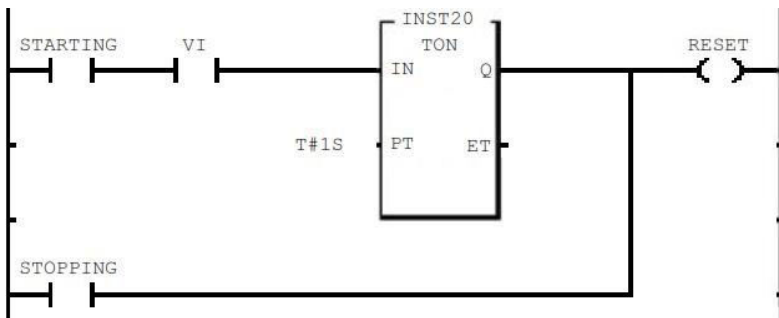 INST20
STARTING VI TON RESET
IN Q
T#1S PT ET
STOPPING